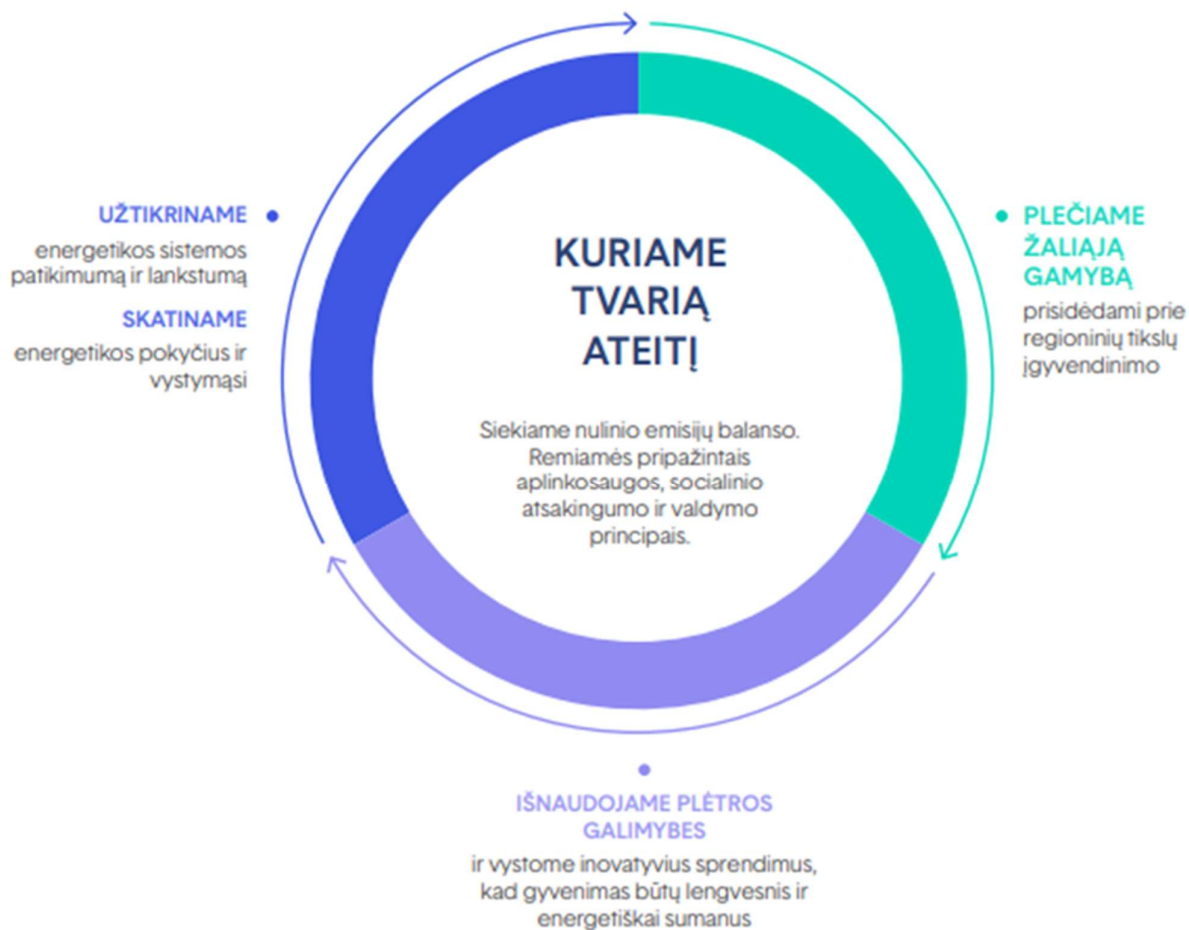 UŽTIKRINAME
energetikos sistemos
patikimumą ir lankstumą
SKATINAME
energetikos pokyčius ir
vystymąsi
KURIAME
TVARIĄ
ATEITĮ
Siekiame nulinio emisijų balanso.
Remiamės pripažintais
aplinkosaugos, socialinio
atsakingumo ir valdymo
principais.
PLEČIAME
ŽALIĄJĄ
GAMYBĄ
prisidėdami prie
regioninių tikslų
įgyvendinimo
IŠNAUDOJAME PLĖTROS
GALIMYBES
ir vystome inovatyvius sprendimus,
kad gyvenimas būtų lengvesnis ir
energetiškai sumanus